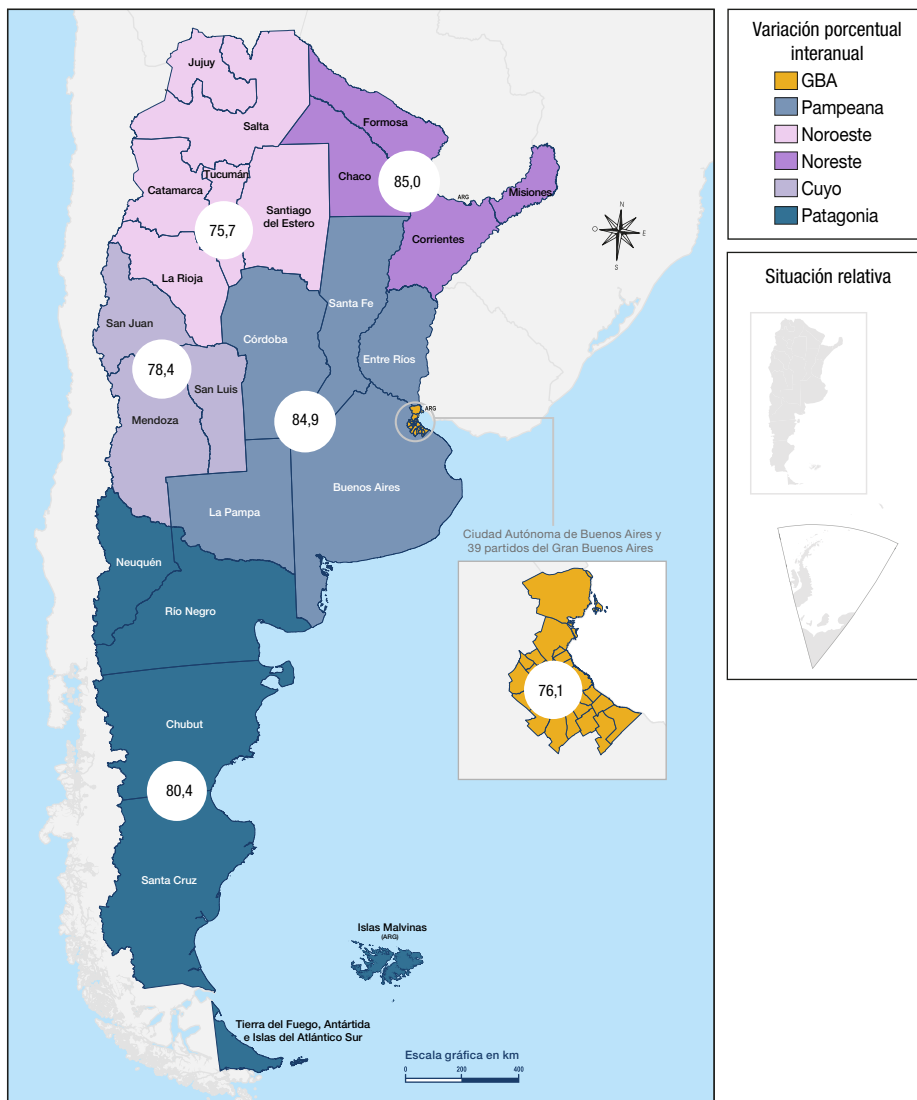 Jujuy
Salta
Formosa
Chaco
85,0
ARG
Misiones
Catamarca
Tucumán
75,7
Santiago
del Estero
Corrientes
La Rioja
San Juan
Santa Fe
Córdoba
Entre Ríos
78,4
San Luis
Mendoza
84,9
ARG
Buenos Aires
La Pampa
Ciudad Autónoma de Buenos Aires y
39 partidos del Gran Buenos Aires
Neuquén
Río Negro
76,1
Chubut
80,4
Santa Cruz
Islas Malvinas
(ARG)
Tierra del Fuego, Antártida
e Islas del Atlántico Sur
Escala gráfica en km
0 200 400
N
O E
S
Variación porcentual
interanual
GBA
Pampeana
Noroeste
Noreste
Cuyo
Patagonia
Situación relativa